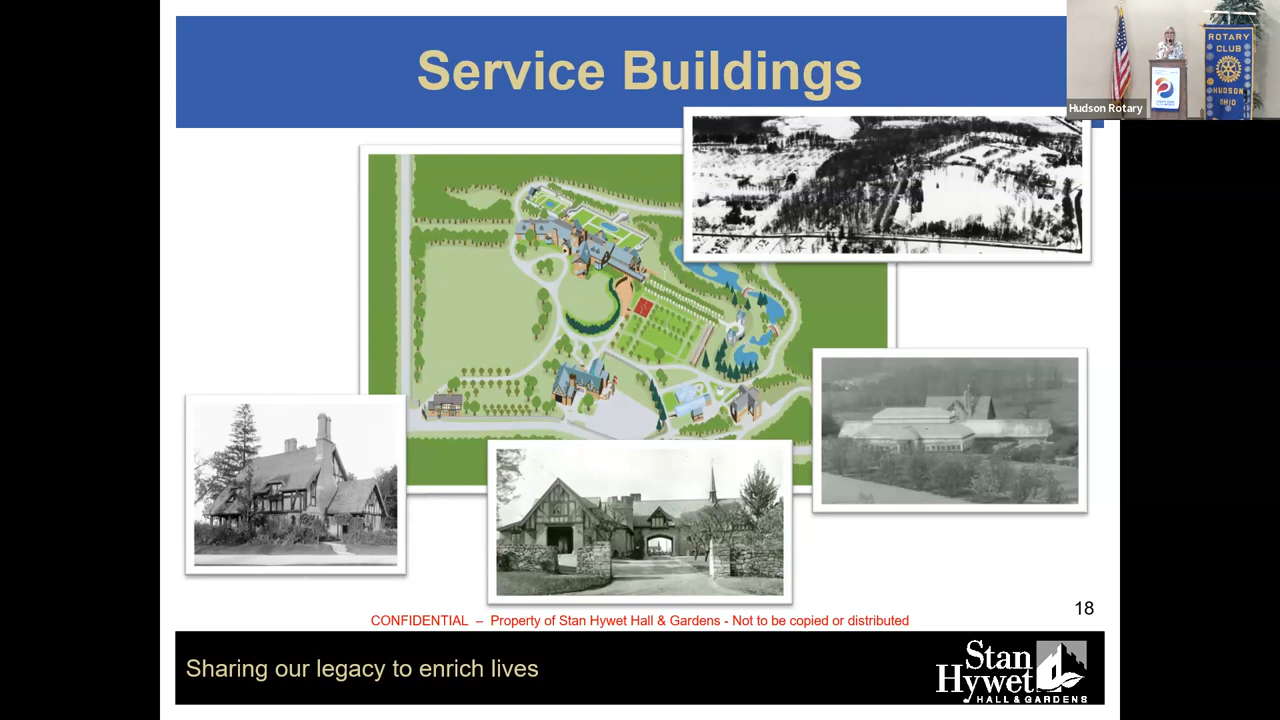 Service Buildings
ROTARY
CLUB
HUDSON
OHIO
Hudson Rotary
18
CONFIDENTIAL – Property of Stan Hywet Hall & Gardens - Not to be copied or distributed
Sharing our legacy to enrich lives
Stan
Hywet
HALL & GARDENS